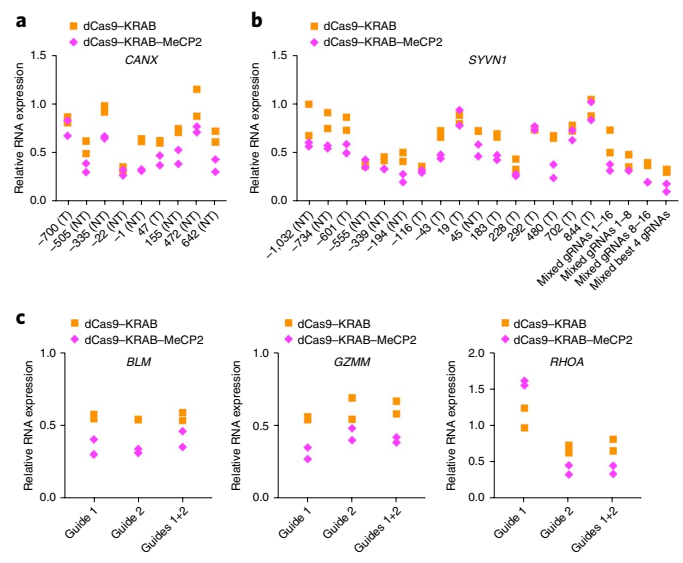 a
dCas9–KRAB
dCas9–KRAB–MeCP2
CANX
Relative RNA expression
1.5
1.0
0.5
0.0
–700 (T)
–505 (NT)
–335 (NT)
–22 (NT)
–1 (NT)
47 (T)
155 (NT)
472 (NT)
642 (NT)
b
dCas9–KRAB
dCas9–KRAB–MeCP2
SYVN1
Relative RNA expression
1.5
1.0
0.5
0.0
–1,032 (NT)
–734 (NT)
–601 (T)
–555 (NT)
–339 (NT)
–194 (NT)
–116 (T)
–43 (T)
19 (T)
45 (NT)
183 (T)
228 (T)
292 (T)
480 (T)
702 (T)
844 (T)
Mixed gRNAs 1–16
Mixed gRNAs 1–8
Mixed gRNAs 8–16
Mixed best 4 gRNAs
c
dCas9–KRAB
dCas9–KRAB–MeCP2
BLM
Relative RNA expression
1.0
0.5
0.0
Guide 1
Guide 2
Guides 1+2
dCas9–KRAB
dCas9–KRAB–MeCP2
GZMM
Relative RNA expression
1.0
0.5
0.0
Guide 1
Guide 2
Guides 1+2
dCas9–KRAB
dCas9–KRAB–MeCP2
RHOA
Relative RNA expression
2.0
1.5
1.0
0.5
0.0
Guide 1
Guide 2
Guides 1+2